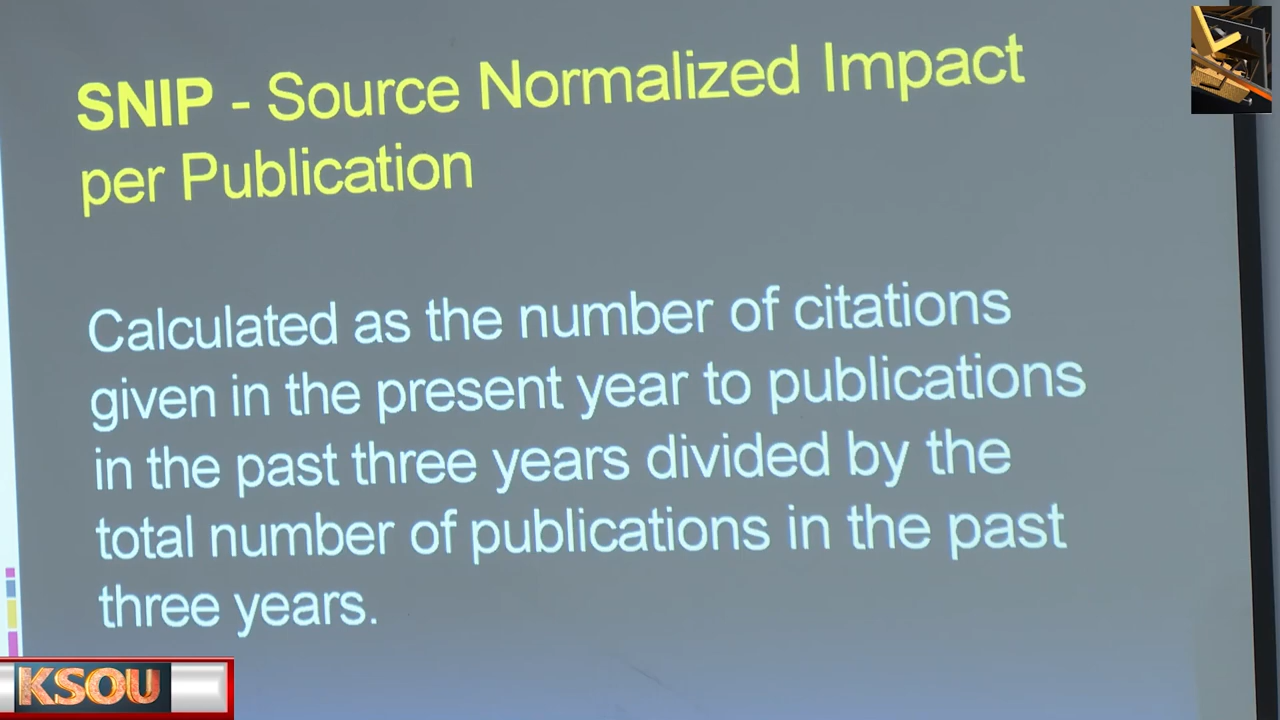 SNIP - Source Normalized Impact
per Publication
Calculated as the number of citations
given in the present year to publications
in the past three years divided by the
total number of publications in the past
three years.
KSOU